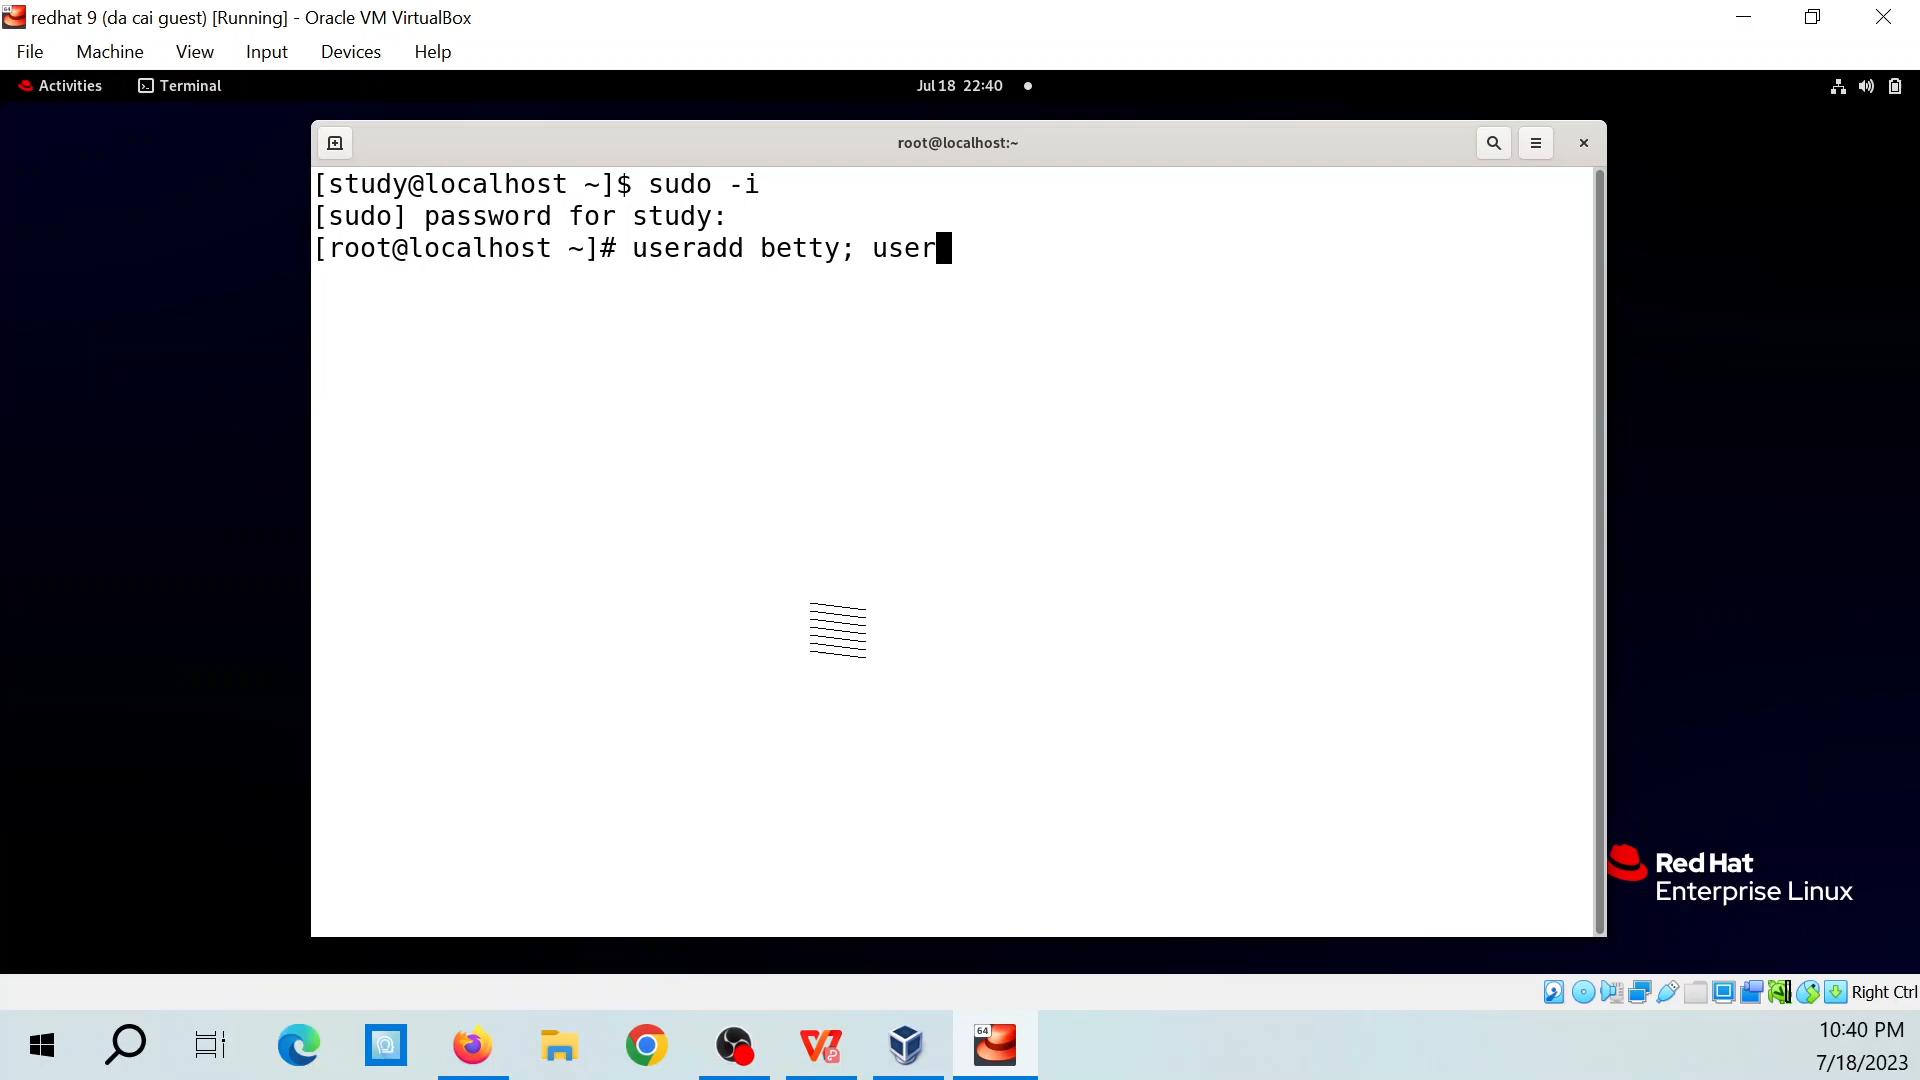 redhat 9 (da cai guest) [Running] - Oracle VM VirtualBox
File Machine View Input Devices Help
Activities Terminal Jul 18 22:40
root@localhost:~
[study@localhost ~]$ sudo -i
[sudo] password for study:
[root@localhost ~]# useradd betty; user
Red Hat
Enterprise Linux
Right Ctrl
64
10:40 PM
7/18/2023